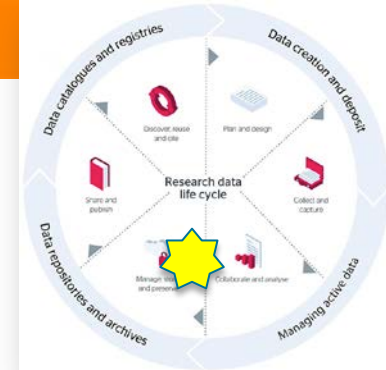 Data catalogues and registries
Data creation and deposit
Discover, reuse
and cite
Plan and design
Research data
life cycle
Share and
publish
Collect and
capture
Manage
and preserve
Collaborate and analyse
Data repositories and archives
Managing active data